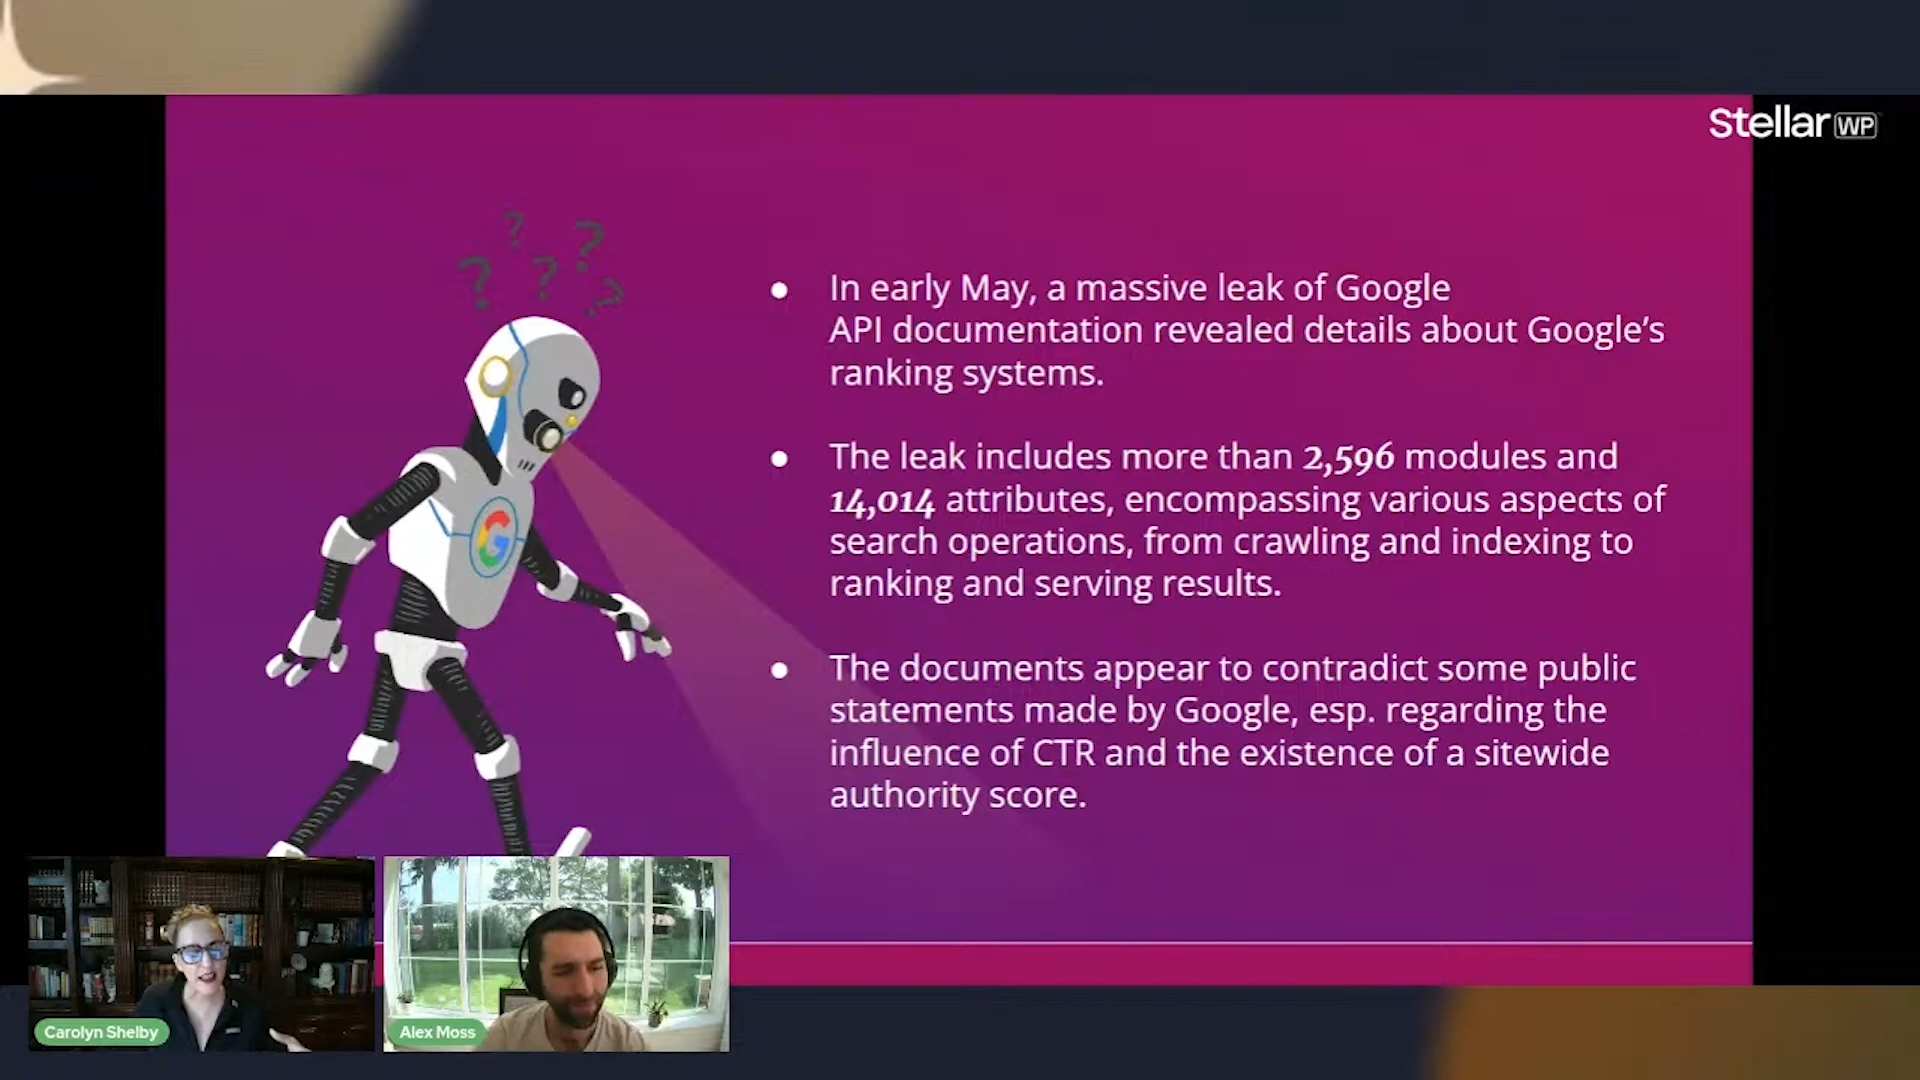 Stellar WP
? ? ? ? ?
• In early May, a massive leak of Google
API documentation revealed details about Google's
ranking systems.
• The leak includes more than 2,596 modules and
14,014 attributes, encompassing various aspects of
search operations, from crawling and indexing to
ranking and serving results.
• The documents appear to contradict some public
statements made by Google, esp. regarding the
influence of CTR and the existence of a sitewide
authority score.
G
Carolyn Shelby
Alex Moss